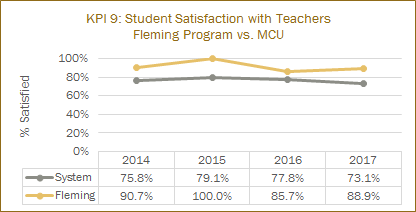 KPI 9: Student Satisfaction with Teachers
Fleming Program vs. MCU
% Satisfied
100%
80%
60%
40%
20%
0%
2014 2015 2016 2017
System 75.8% 79.1% 77.8% 73.1%
Fleming 90.7% 100.0% 85.7% 88.9%